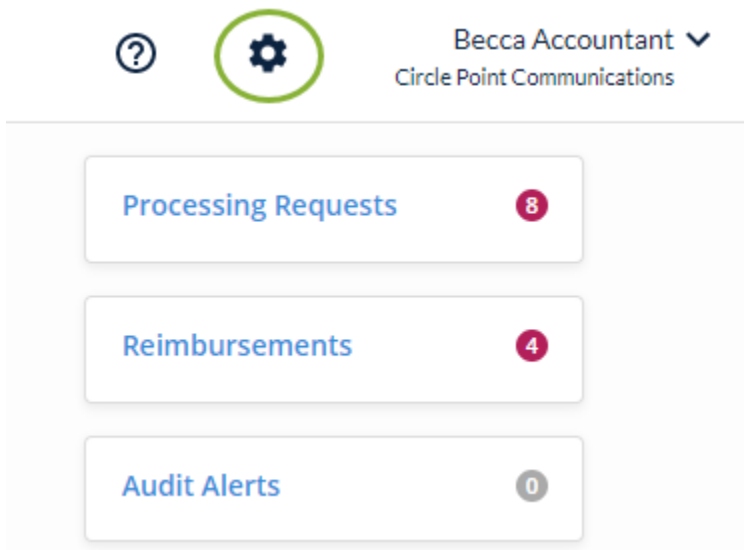 Becca Accountant
Circle Point Communications
Processing Requests 8
Reimbursements 4
Audit Alerts 0